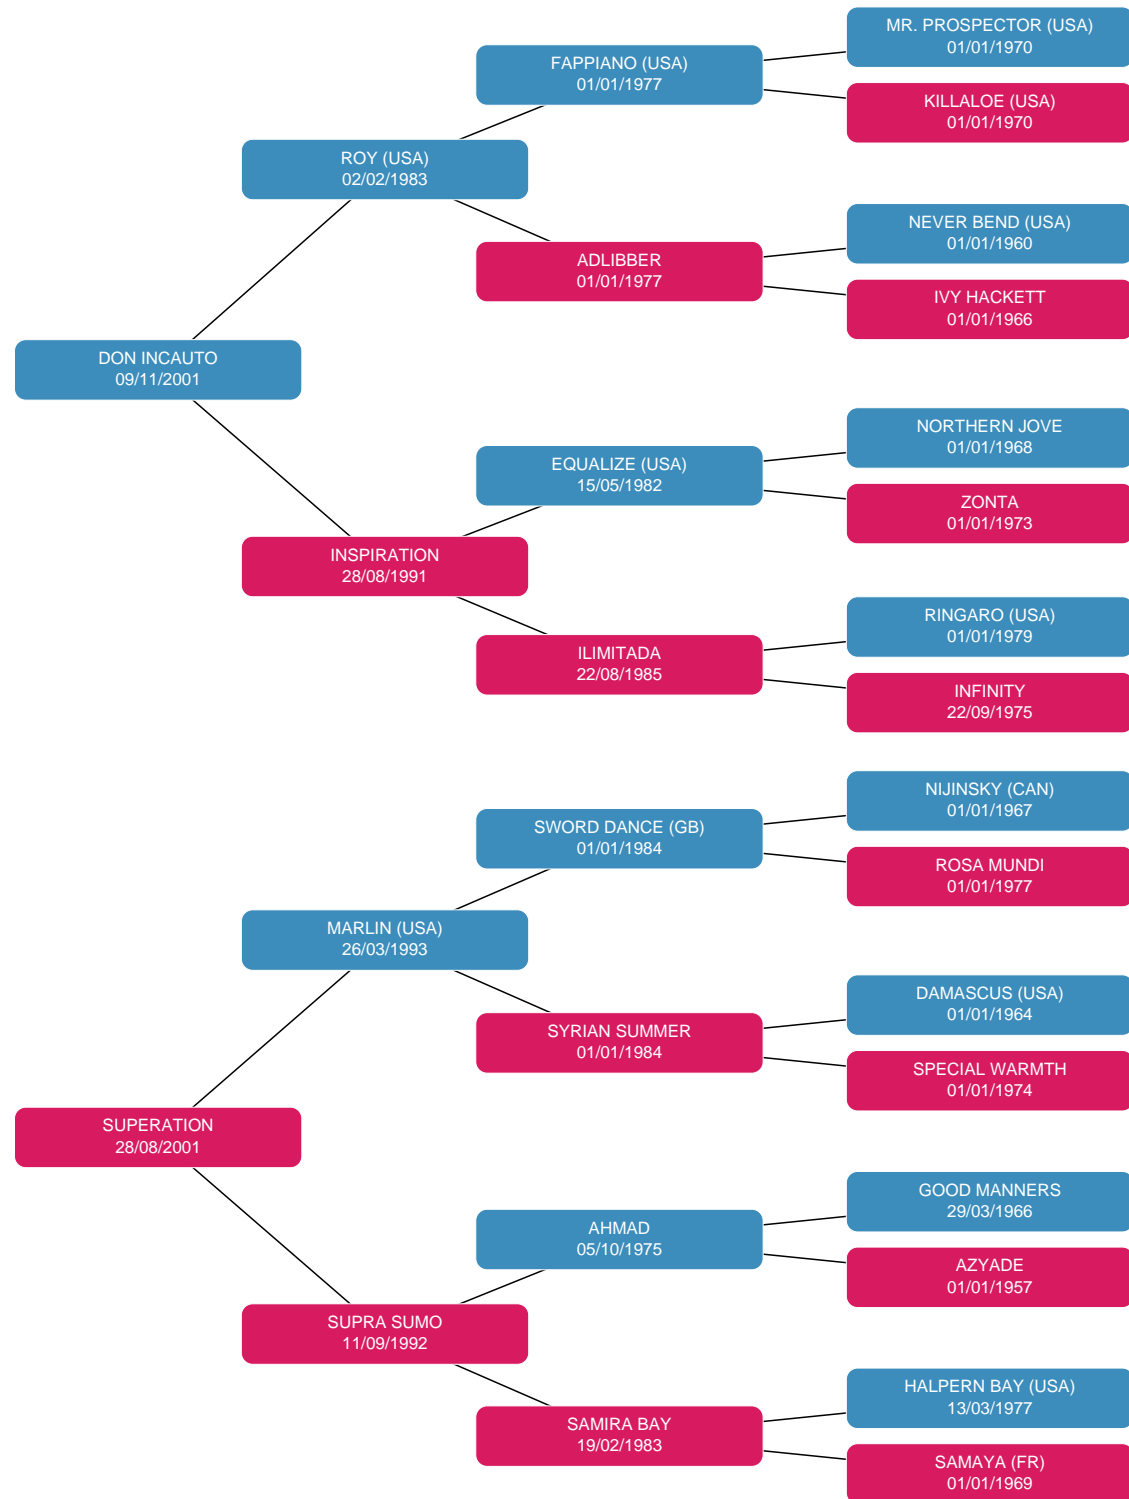 MR. PROSPECTOR (USA)
01/01/1970
FAPPIANO (USA)
01/01/1977
KILLALOE (USA)
01/01/1970
ROY (USA)
02/02/1983
NEVER BEND (USA)
01/01/1960
ADLIBBER
01/01/1977
IVY HACKETT
01/01/1966
DON INCAUTO
09/11/2001
NORTHERN JOVE
01/01/1968
EQUALIZE (USA)
15/05/1982
ZONTA
01/01/1973
INSPIRATION
28/08/1991
RINGARO (USA)
01/01/1979
ILIMITADA
22/08/1985
INFINITY
22/09/1975
NIJINSKY (CAN)
01/01/1967
SWORD DANCE (GB)
01/01/1984
ROSA MUNDI
01/01/1977
MARLIN (USA)
26/03/1993
DAMASCUS (USA)
01/01/1964
SYRIAN SUMMER
01/01/1984
SPECIAL WARMTH
01/01/1974
SUPERATION
28/08/2001
GOOD MANNERS
29/03/1966
AHMAD
05/10/1975
AZYADE
01/01/1957
SUPRA SUMO
11/09/1992
HALPERN BAY (USA)
13/03/1977
SAMIRA BAY
19/02/1983
SAMAYA (FR)
01/01/1969